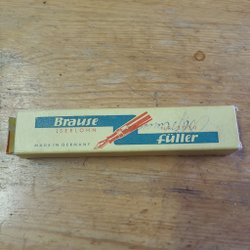 Brause
ISERLOHN
MADE IN GERMANY
füller